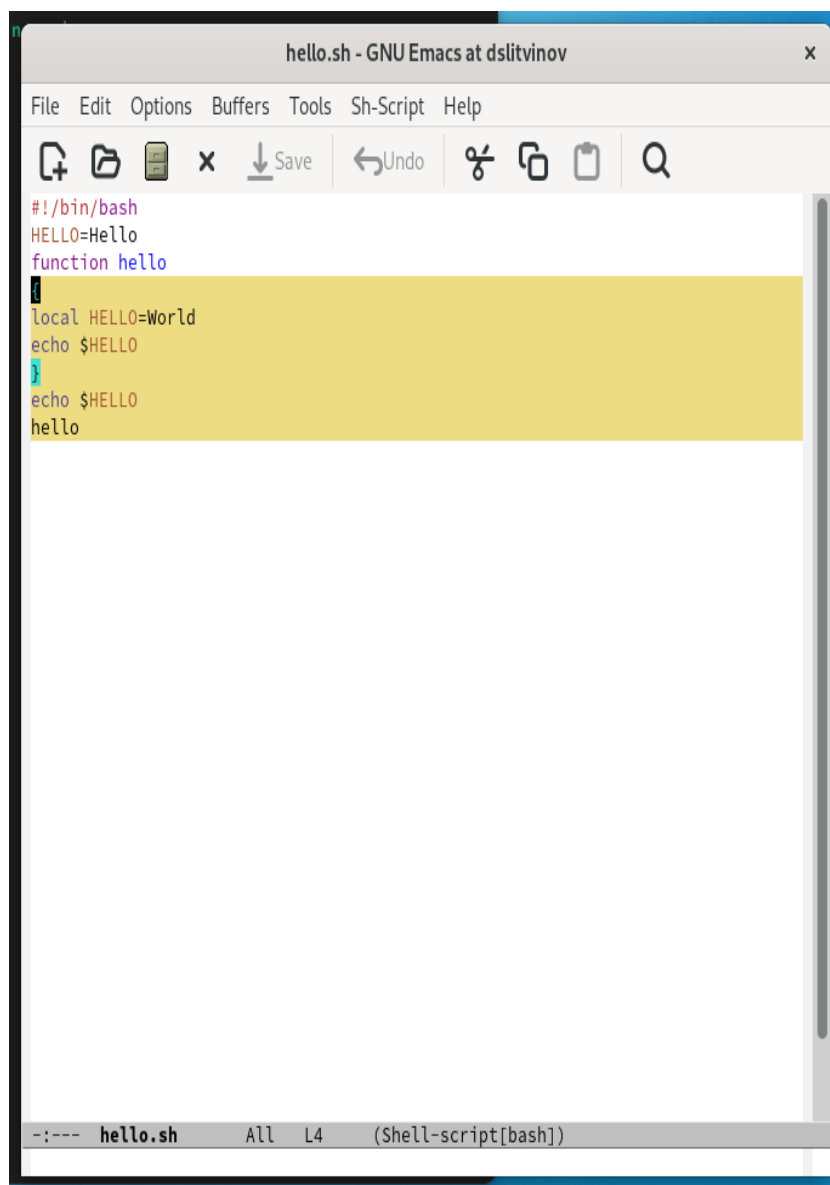 hello.sh - GNU Emacs at dslitvinov
File Edit Options Buffers Tools Sh-Script Help
Save Undo
#!/bin/bash
HELLO=Hello
function hello
{
local HELLO=World
echo $HELLO
}
echo $HELLO
hello
-:--- hello.sh All L4 (Shell-script[bash])